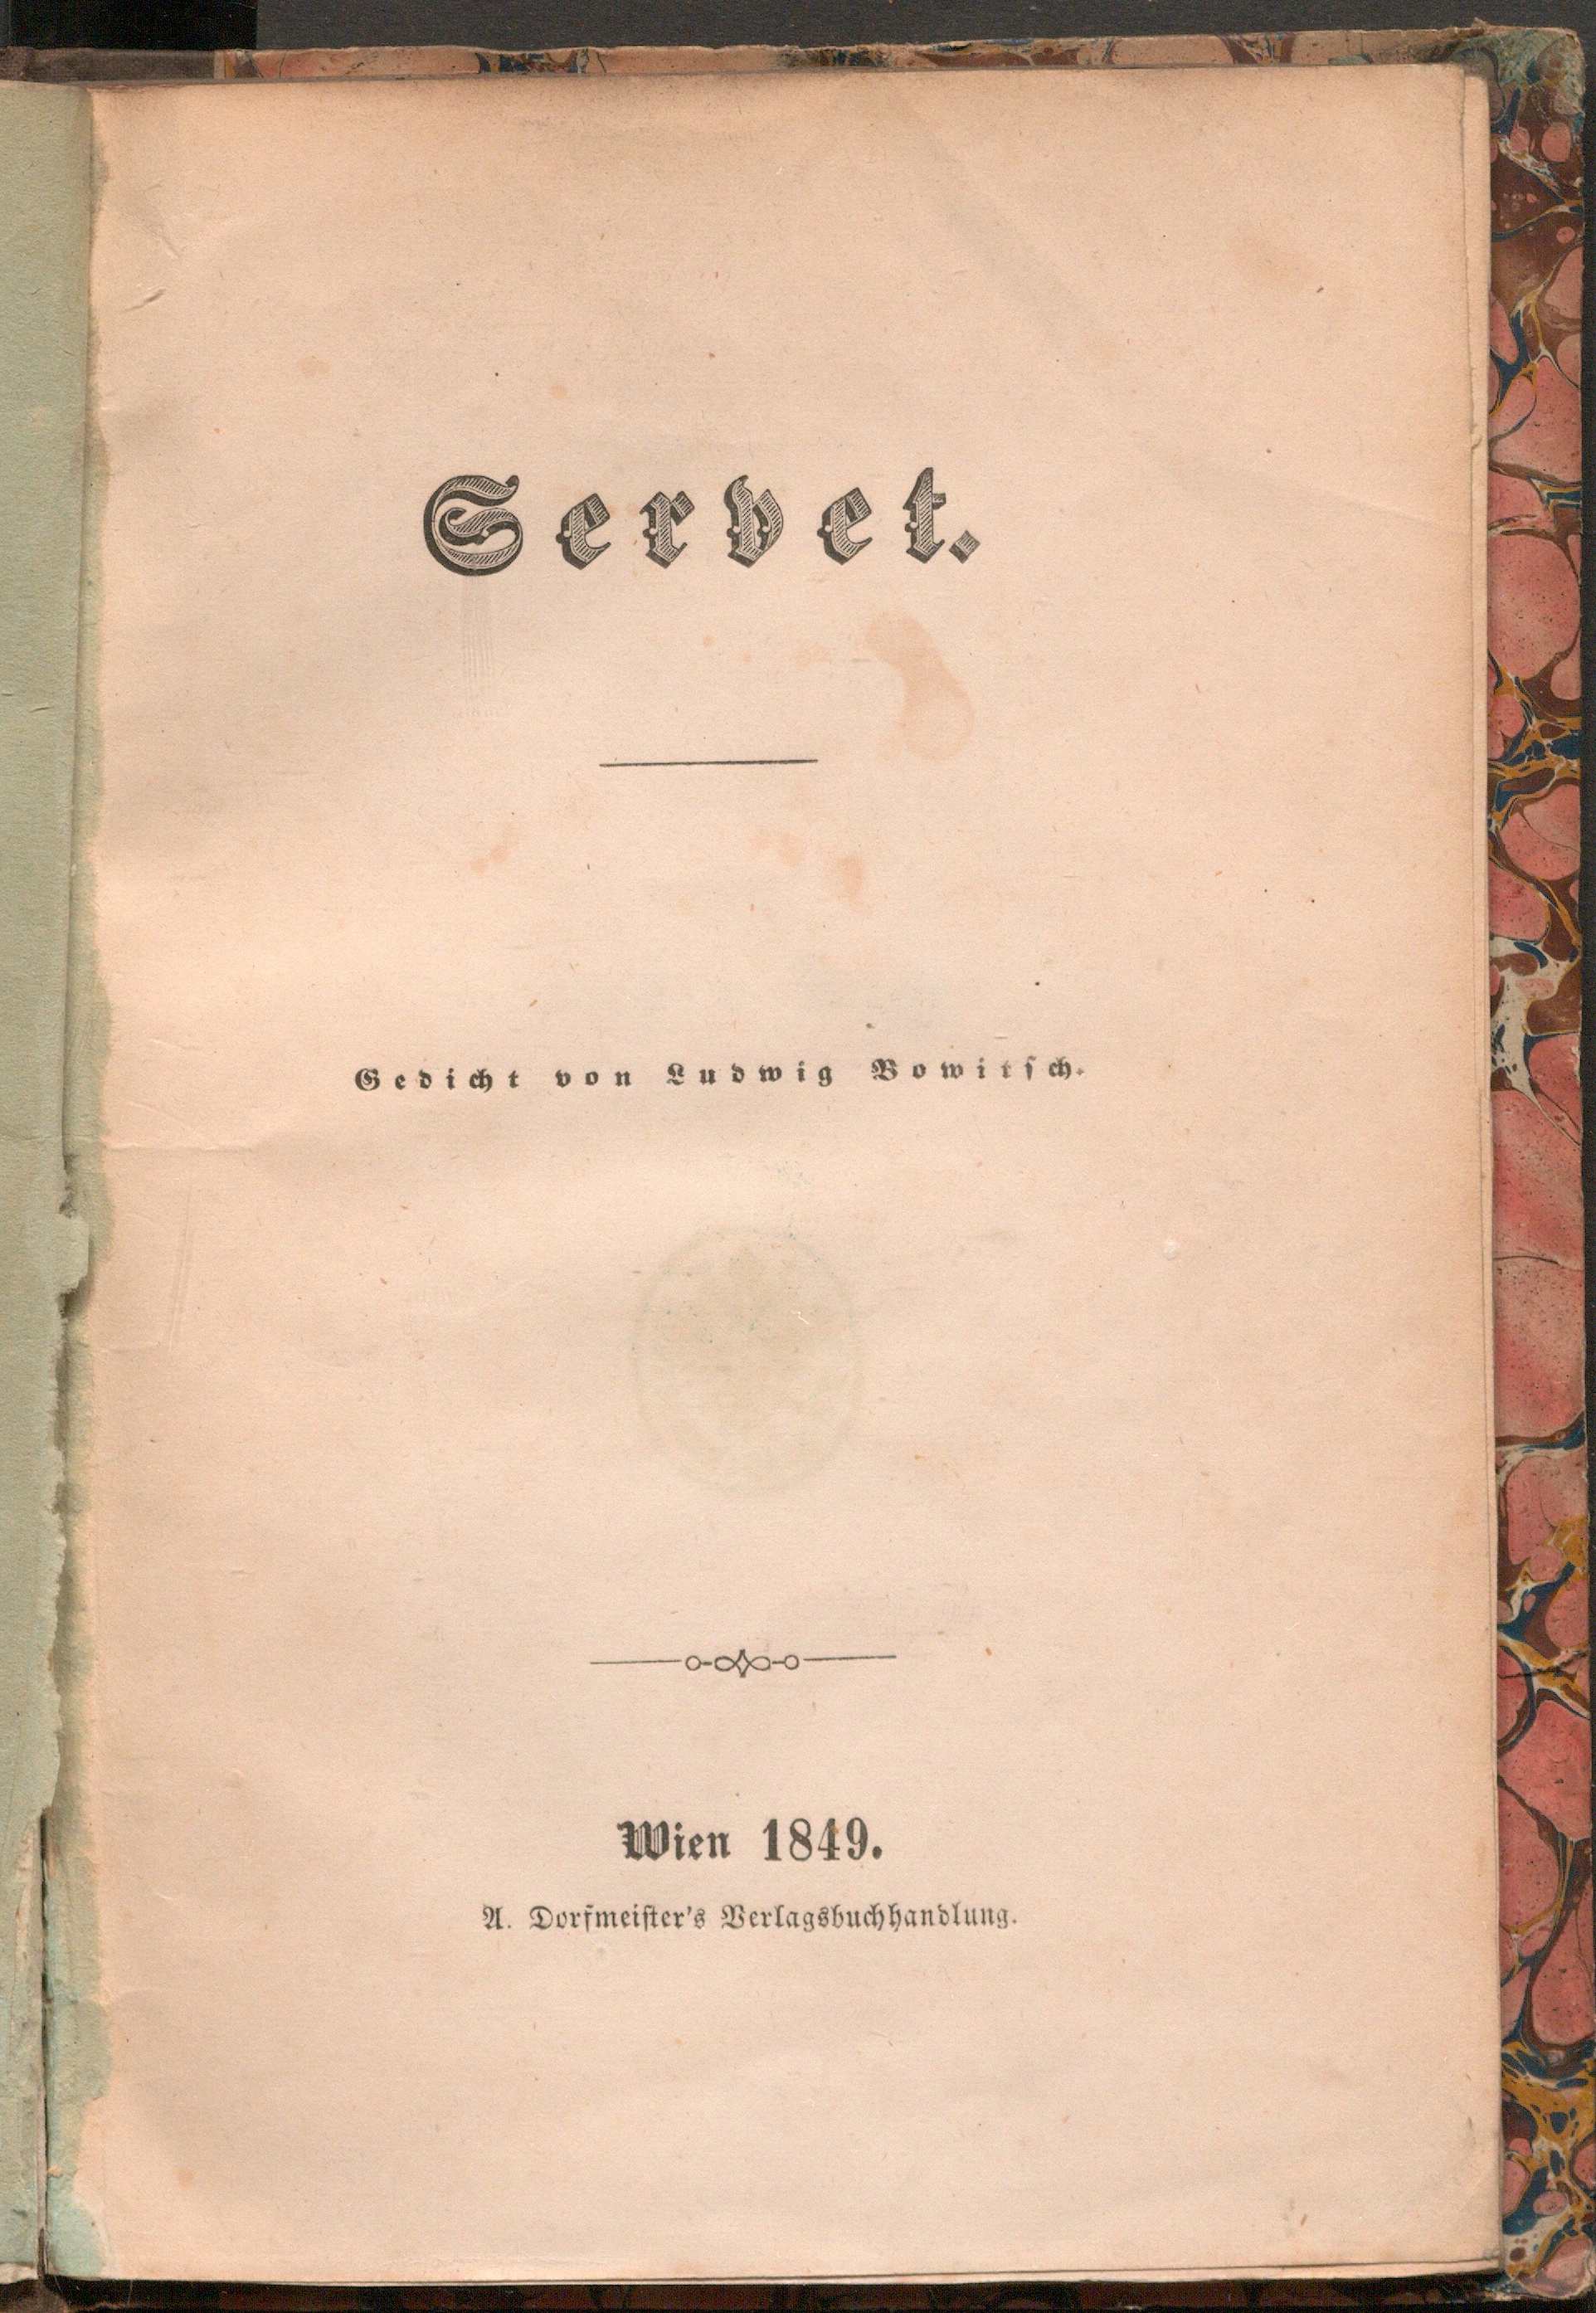 Servet.
Gedicht von Ludwig Bowitsch.
Wien 1849.
A. Dorfmeister's Verlagsbuchhandlung.